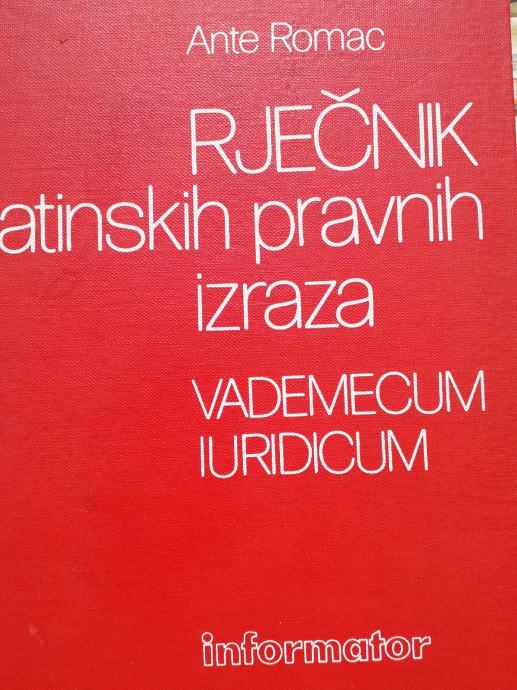 Ante Romac
RJEČNIK
atinskih pravnih
izraza
VADEMECUM
IURIDICUM
informator